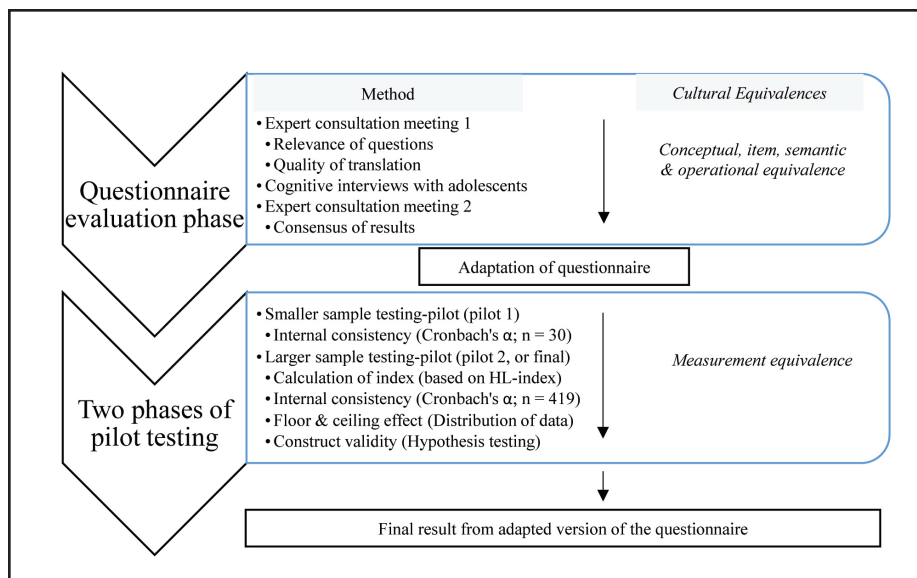 Method
Cultural Equivalences
Questionnaire
evaluation phase
•Expert consultation meeting 1
•Relevance of questions
•Quality of translation
•Cognitive interviews with adolescents
•Expert consultation meeting 2
•Consensus of results
Conceptual, item, semantic
& operational equivalence
Adaptation of questionnaire
Two phases of
pilot testing
Smaller sample testing-pilot (pilot 1)
•Internal consistency (Cronbach's α; n = 30)
•Larger sample testing-pilot (pilot 2, or final)
•Calculation of index (based on HL-index)
•Internal consistency (Cronbach's α; n = 419)
•Floor & ceiling effect (Distribution of data)
•Construct validity (Hypothesis testing)
Measurement equivalence
Final result from adapted version of the questionnaire